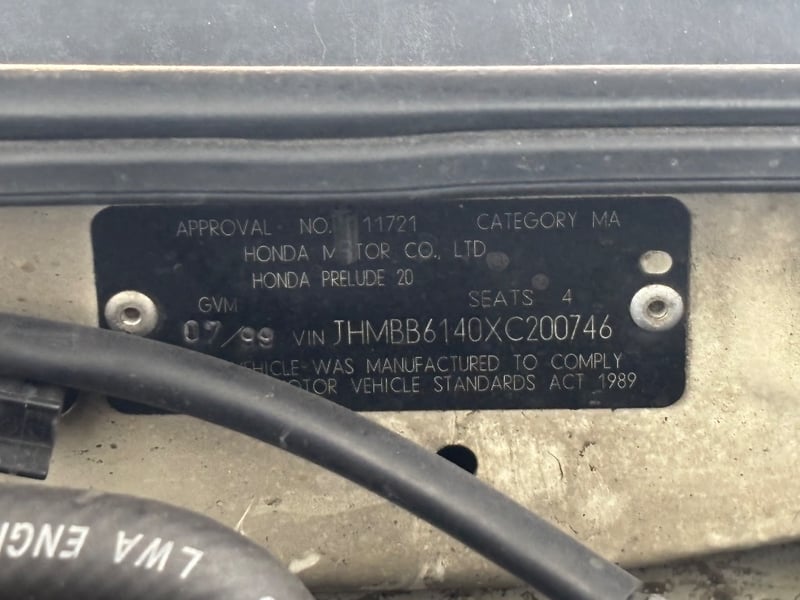 APPROVAL NO. 11721 CATEGORY MA
HONDA MOTOR CO., LTD
HONDA PRELUDE 20
GVM SEATS 4
07/99 VIN JHMBB6140XC200746
VEHICLE WAS MANUFACTURED TO COMPLY
MOTOR VEHICLE STANDARDS ACT 1989
LWA ENGI